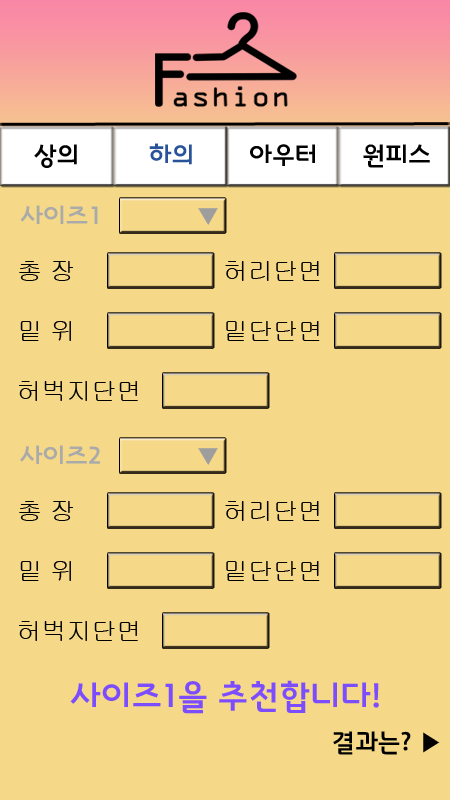 Fashion
상의 하의 아우터 원피스
사이즈1 ▼
총 장 허리단면
밑 위 밑단단면
허벅지단면
사이즈2 ▼
총 장 허리단면
밑 위 밑단단면
허벅지단면
사이즈1을 추천합니다!
결과는? ▶